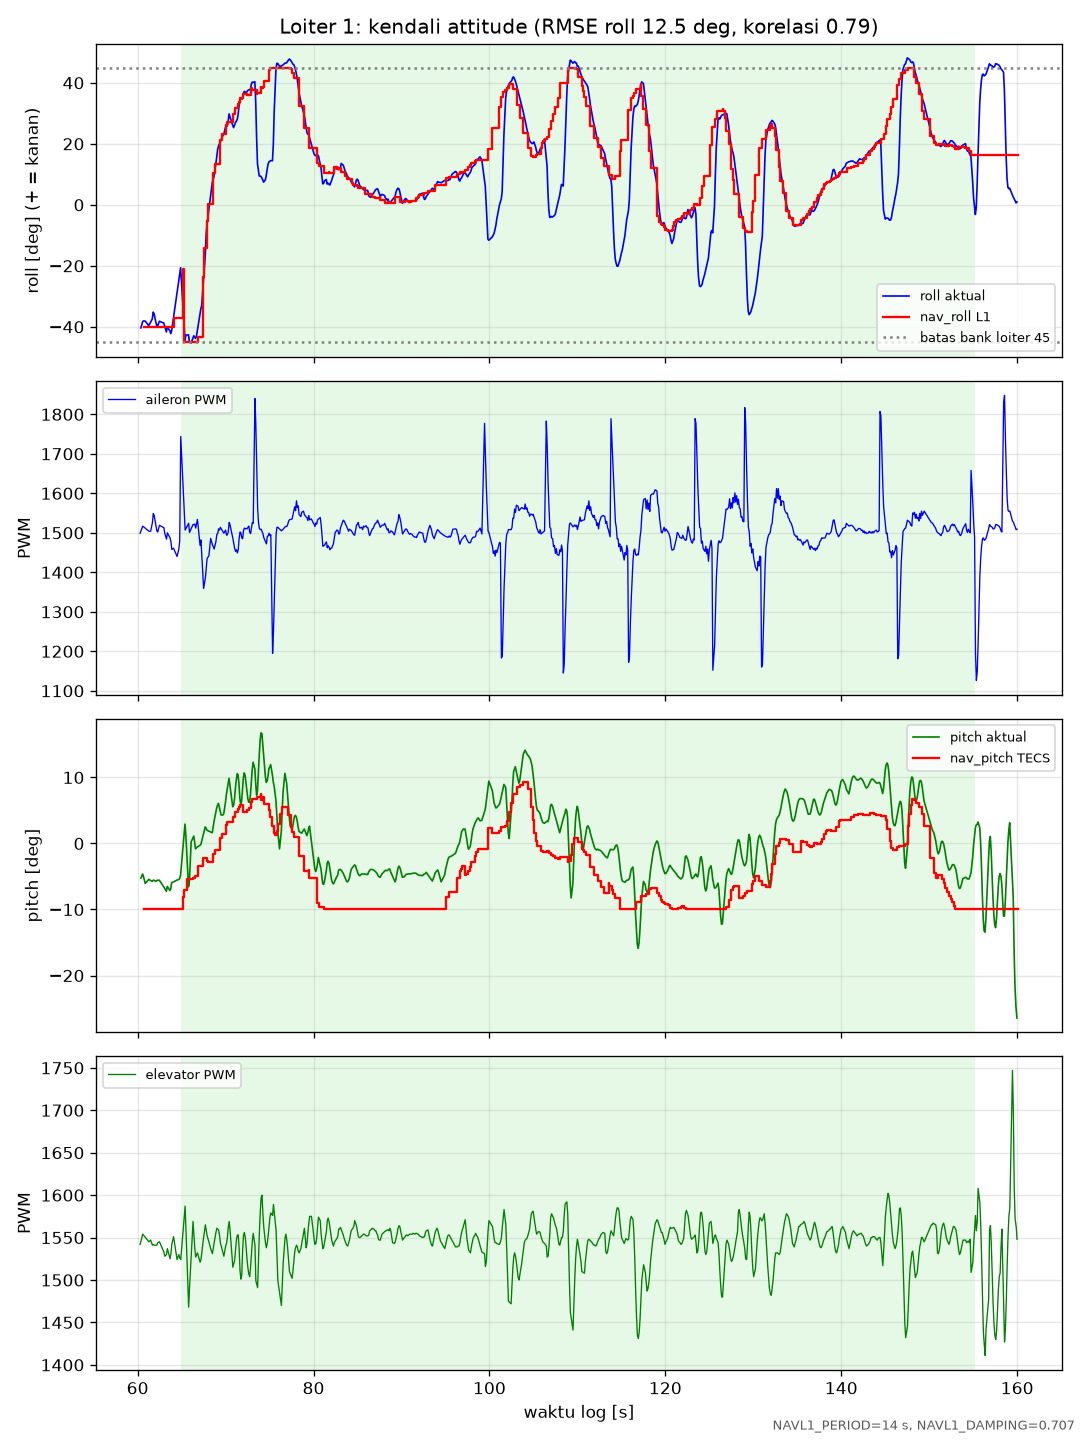 Loiter 1: kendali attitude (RMSE roll 12.5 deg, korelasi 0.79)
roll [deg] (+ = kanan)
40
20
0
−20
−40
roll aktual
nav_roll L1
batas bank loiter 45
PWM
1800
1700
1600
1500
1400
1300
1200
1100
aileron PWM
pitch [deg]
10
0
−10
−20
pitch aktual
nav_pitch TECS
PWM
1750
1700
1650
1600
1550
1500
1450
1400
elevator PWM
60 80 100 120 140 160
waktu log [s]
NAVL1_PERIOD=14 s, NAVL1_DAMPING=0.707